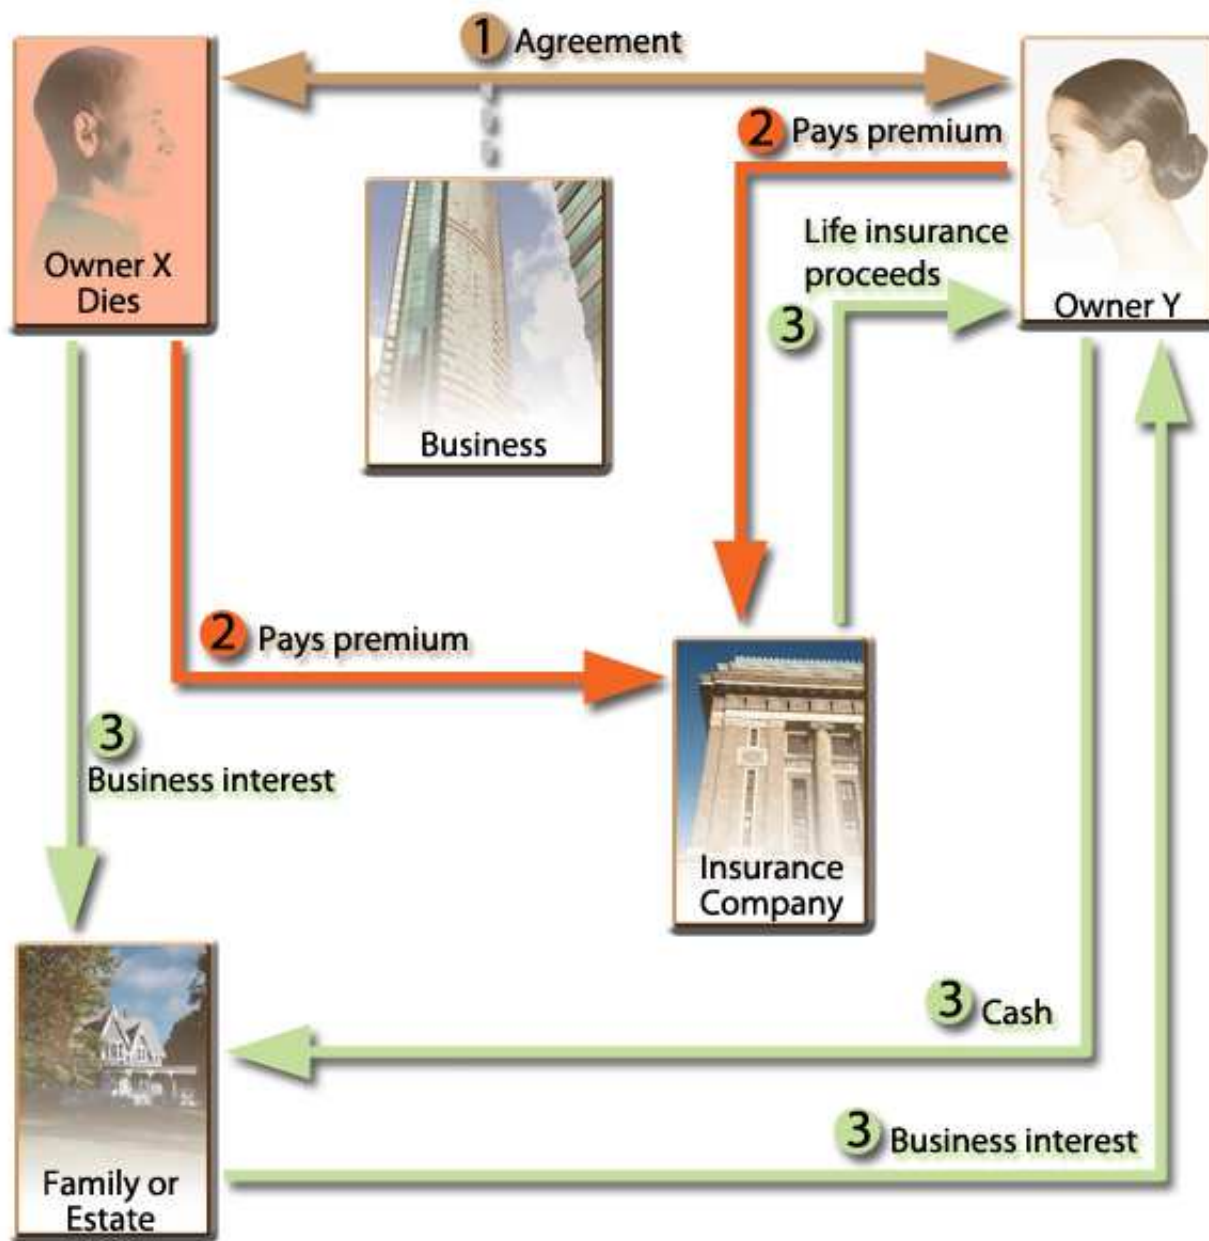 1 Agreement
2 Pays premium
Life insurance
proceeds
3
Owner X
Dies
Owner Y
Business
2 Pays premium
3
Business interest
Insurance
Company
3 Cash
3 Business interest
Family or
Estate